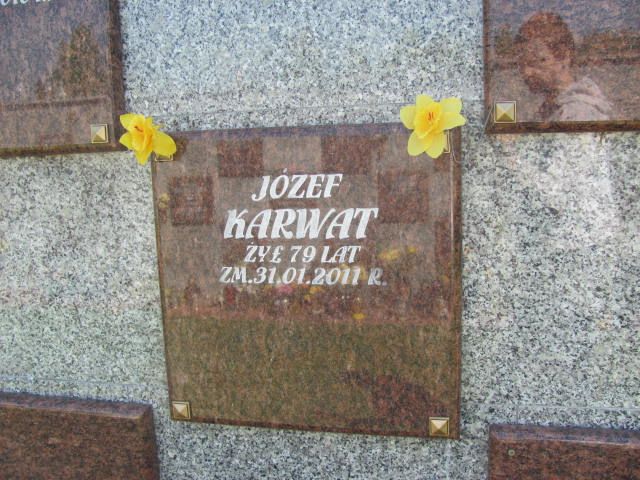 JÓZEF
KARWAT
ŻYŁ 79 LAT
ZM.31.01.2011 R.